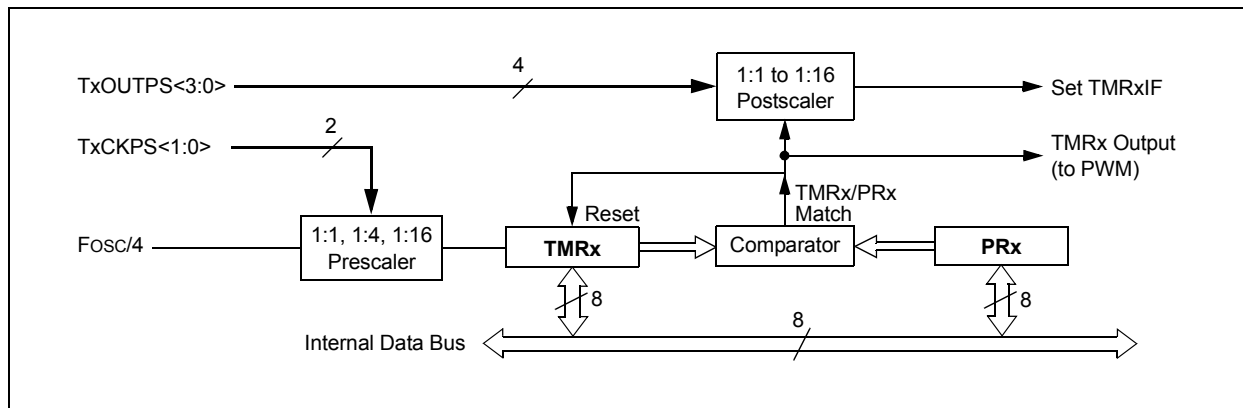 TxOUTPS<3:0>
4
1:1 to 1:16
Postscaler
Set TMRxIF
TxCKPS<1:0>
2
TMRx Output
(to PWM)
TMRx/PRx
Match
Reset
FOSC/4
1:1, 1:4, 1:16
Prescaler
TMRx
Comparator
PRx
8
8
8
Internal Data Bus